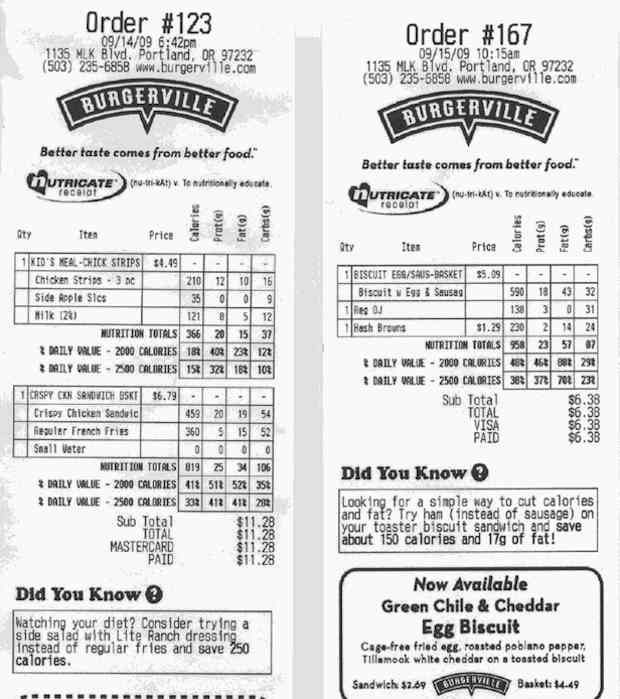 Order #123
09/14/09 6:42pm
1135 MLK Blvd. Portland, OR 97232
(503) 235-6858 www.burgerville.com
BURGERVILLE
Better taste comes from better food.™
NUTRICATE™ (nu-tri-kAt) v. To nutritionally educate.
receipt
Qty Item Price Calories Prot(g) Fat(g) Carbs(g)
1 KID'S MEAL-CHICK STRIPS $4.49 - - - -
Chicken Strips - 3 pc 210 12 10 16
Side Apple Slcs 35 0 0 9
Milk (2%) 121 8 5 12
NUTRITION TOTALS 366 20 15 37
% DAILY VALUE - 2000 CALORIES 18% 40% 23% 12%
% DAILY VALUE - 2500 CALORIES 15% 32% 18% 10%
1 CRSPY CKN SANDWICH BSKT $6.79 - - - -
Crispy Chicken Sandwic 459 20 19 54
Regular French Fries 360 5 15 52
Small Water 0 0 0 0
NUTRITION TOTALS 819 25 34 106
% DAILY VALUE - 2000 CALORIES 41% 51% 52% 35%
% DAILY VALUE - 2500 CALORIES 33% 41% 41% 28%
Sub Total $11.28
TOTAL $11.28
MASTERCARD $11.28
PAID $11.28
Did You Know ?
Watching your diet? Consider trying a
side salad with Lite Ranch dressing
instead of regular fries and save 250
calories.
Order #167
09/15/09 10:15am
1135 MLK Blvd. Portland, OR 97232
(503) 235-6858 www.burgerville.com
BURGERVILLE
Better taste comes from better food.™
NUTRICATE™ (nu-tri-kAt) v. To nutritionally educate.
receipt
Qty Item Price Calories Prot(g) Fat(g) Carbs(g)
1 BISCUIT EGG/SAUS-BASKET $5.09 - - - -
Biscuit w Egg & Sausag 590 18 43 32
1 Reg OJ 138 3 0 31
1 Hash Browns $1.29 230 2 14 24
NUTRITION TOTALS 958 23 57 87
% DAILY VALUE - 2000 CALORIES 48% 46% 88% 29%
% DAILY VALUE - 2500 CALORIES 38% 37% 70% 23%
Sub Total $6.38
TOTAL $6.38
VISA $6.38
PAID $6.38
Did You Know ?
Looking for a simple way to cut calories
and fat? Try ham (instead of sausage) on
your toaster biscuit sandwich and save
about 150 calories and 17g of fat!
Now Available
Green Chile & Cheddar
Egg Biscuit
Cage-free fried egg, roasted poblano pepper,
Tillamook white cheddar on a toasted biscuit
Sandwich: $2.69 BURGERVILLE Basket: $4.49